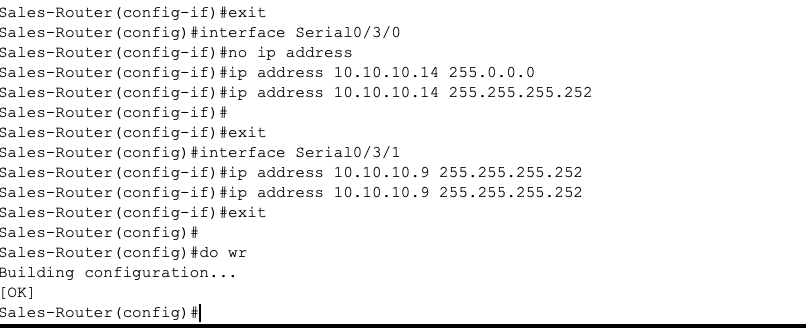 Sales-Router(config-if)#exit
Sales-Router(config)#interface Serial0/3/0
Sales-Router(config-if)#no ip address
Sales-Router(config-if)#ip address 10.10.10.14 255.0.0.0
Sales-Router(config-if)#ip address 10.10.10.14 255.255.255.252
Sales-Router(config-if)#
Sales-Router(config-if)#exit
Sales-Router(config)#interface Serial0/3/1
Sales-Router(config-if)#ip address 10.10.10.9 255.255.255.252
Sales-Router(config-if)#ip address 10.10.10.9 255.255.255.252
Sales-Router(config-if)#exit
Sales-Router(config)#
Sales-Router(config)#do wr
Building configuration...
[OK]
Sales-Router(config)#